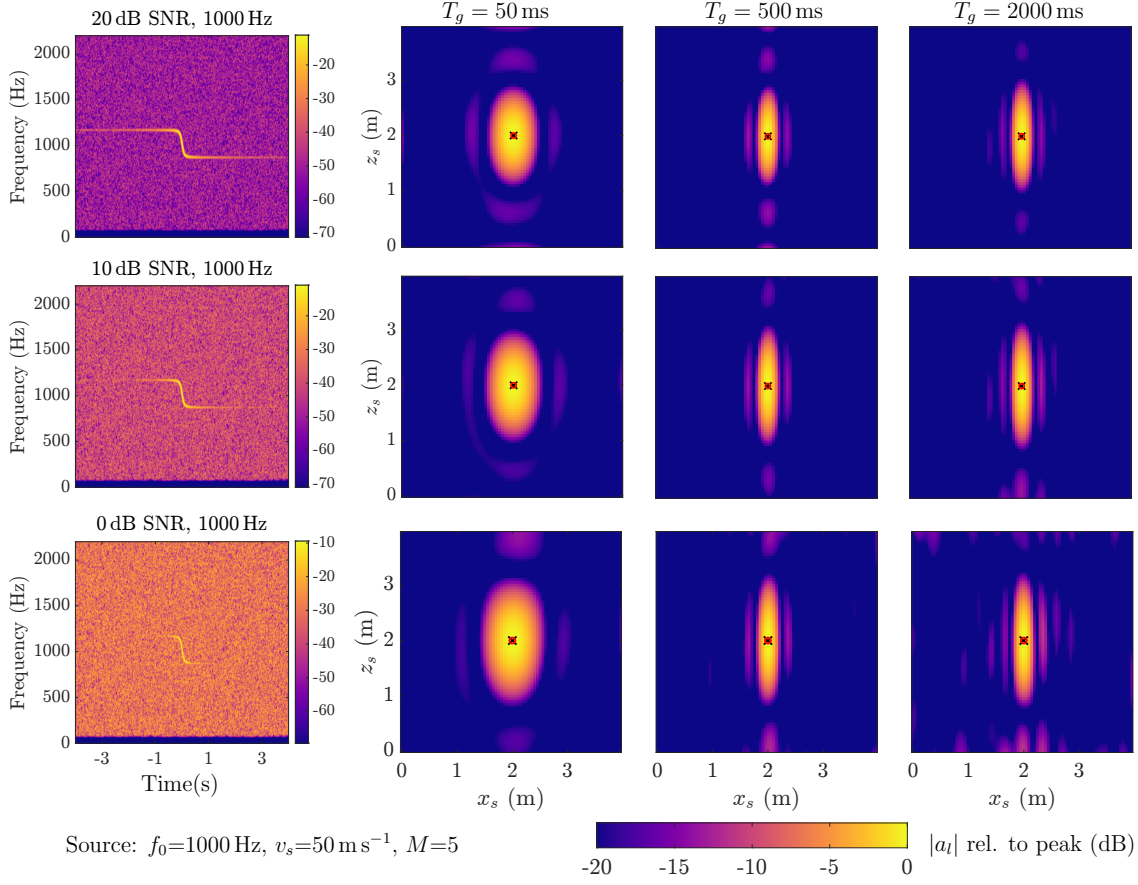 20 dB SNR, 1000 Hz
T_g = 50 ms
T_g = 500 ms
T_g = 2000 ms
Frequency (Hz)
2000
1500
1000
500
0
-20
-30
-40
-50
-60
-70
z_s (m)
3
2
1
0
10 dB SNR, 1000 Hz
Frequency (Hz)
2000
1500
1000
500
0
-20
-30
-40
-50
-60
-70
z_s (m)
3
2
1
0
0 dB SNR, 1000 Hz
Frequency (Hz)
2000
1500
1000
500
0
-10
-20
-30
-40
-50
-60
z_s (m)
3
2
1
0
-3 -1 1 3
Time(s)
0 2 3
x_s (m)
0 2 3
x_s (m)
0 2 3
x_s (m)
Source: f_0=1000 Hz, v_s=50 m s^{-1}, M=5
-20 -15 -10 -5 0
|a_l| rel. to peak (dB)